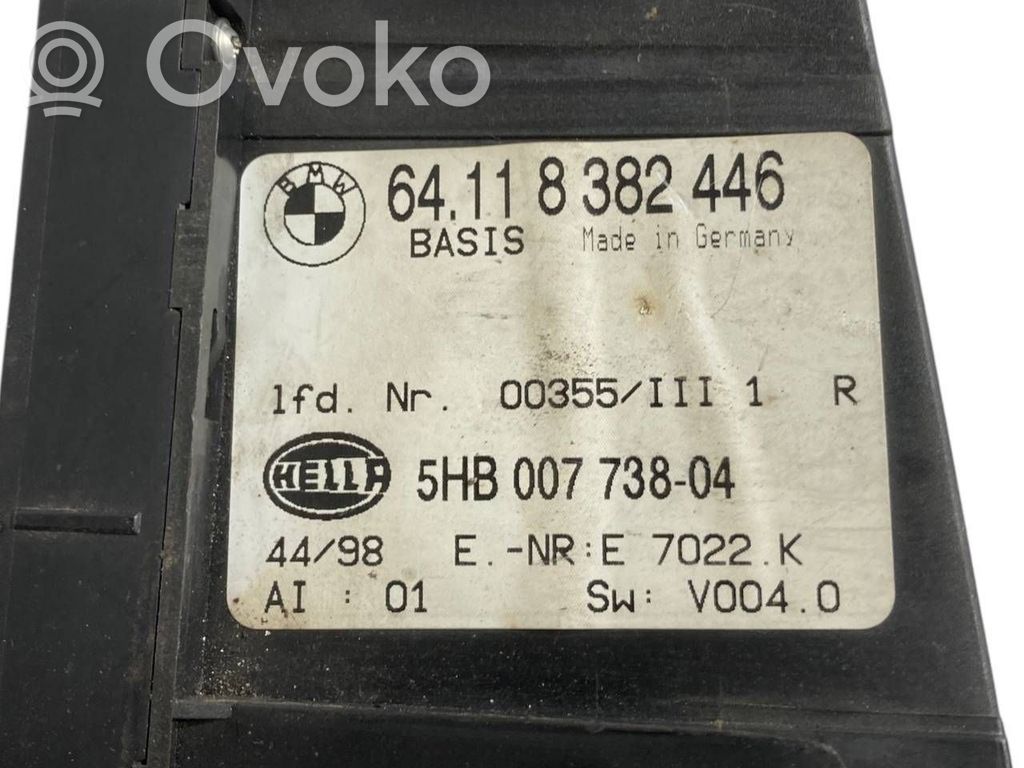 Ovoko
BMW 64.11 8 382 446
BASIS Made in Germany
lfd. Nr. 00355/III 1 R
HELLA 5HB 007 738-04
44/98 E.-NR:E 7022.K
AI : 01 Sw: V004.0